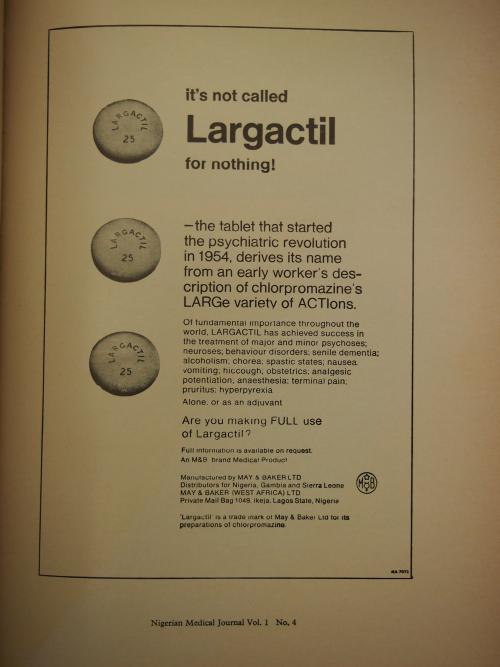 it's not called
LARGACTIL
25
Largactil
for nothing!
LARGACTIL
25
—the tablet that started
the psychiatric revolution
in 1954, derives its name
from an early worker's des-
cription of chlorpromazine's
LARGe variety of ACTIons.
LARGACTIL
25
Of fundamental importance throughout the
world, LARGACTIL has achieved success in
the treatment of major and minor psychoses;
neuroses; behaviour disorders; senile dementia;
alcoholism; chorea; spastic states; nausea,
vomiting; hiccough; obstetrics; analgesic
potentiation; anaesthesia; terminal pain;
pruritus; hyperpyrexia
Alone, or as an adjuvant
Are you making FULL use
of Largactil?
Full information is available on request.
An M&B brand Medical Product
Manufactured by MAY & BAKER LTD
Distributors for Nigeria, Gambia and Sierra Leone
MAY & BAKER (WEST AFRICA) LTD
Private Mail Bag 1049, Ikeja, Lagos State, Nigeria
M&B
'Largactil' is a trade mark of May & Baker Ltd for its
preparations of chlorpromazine.
MA 7072
Nigerian Medical Journal Vol. 1 No. 4